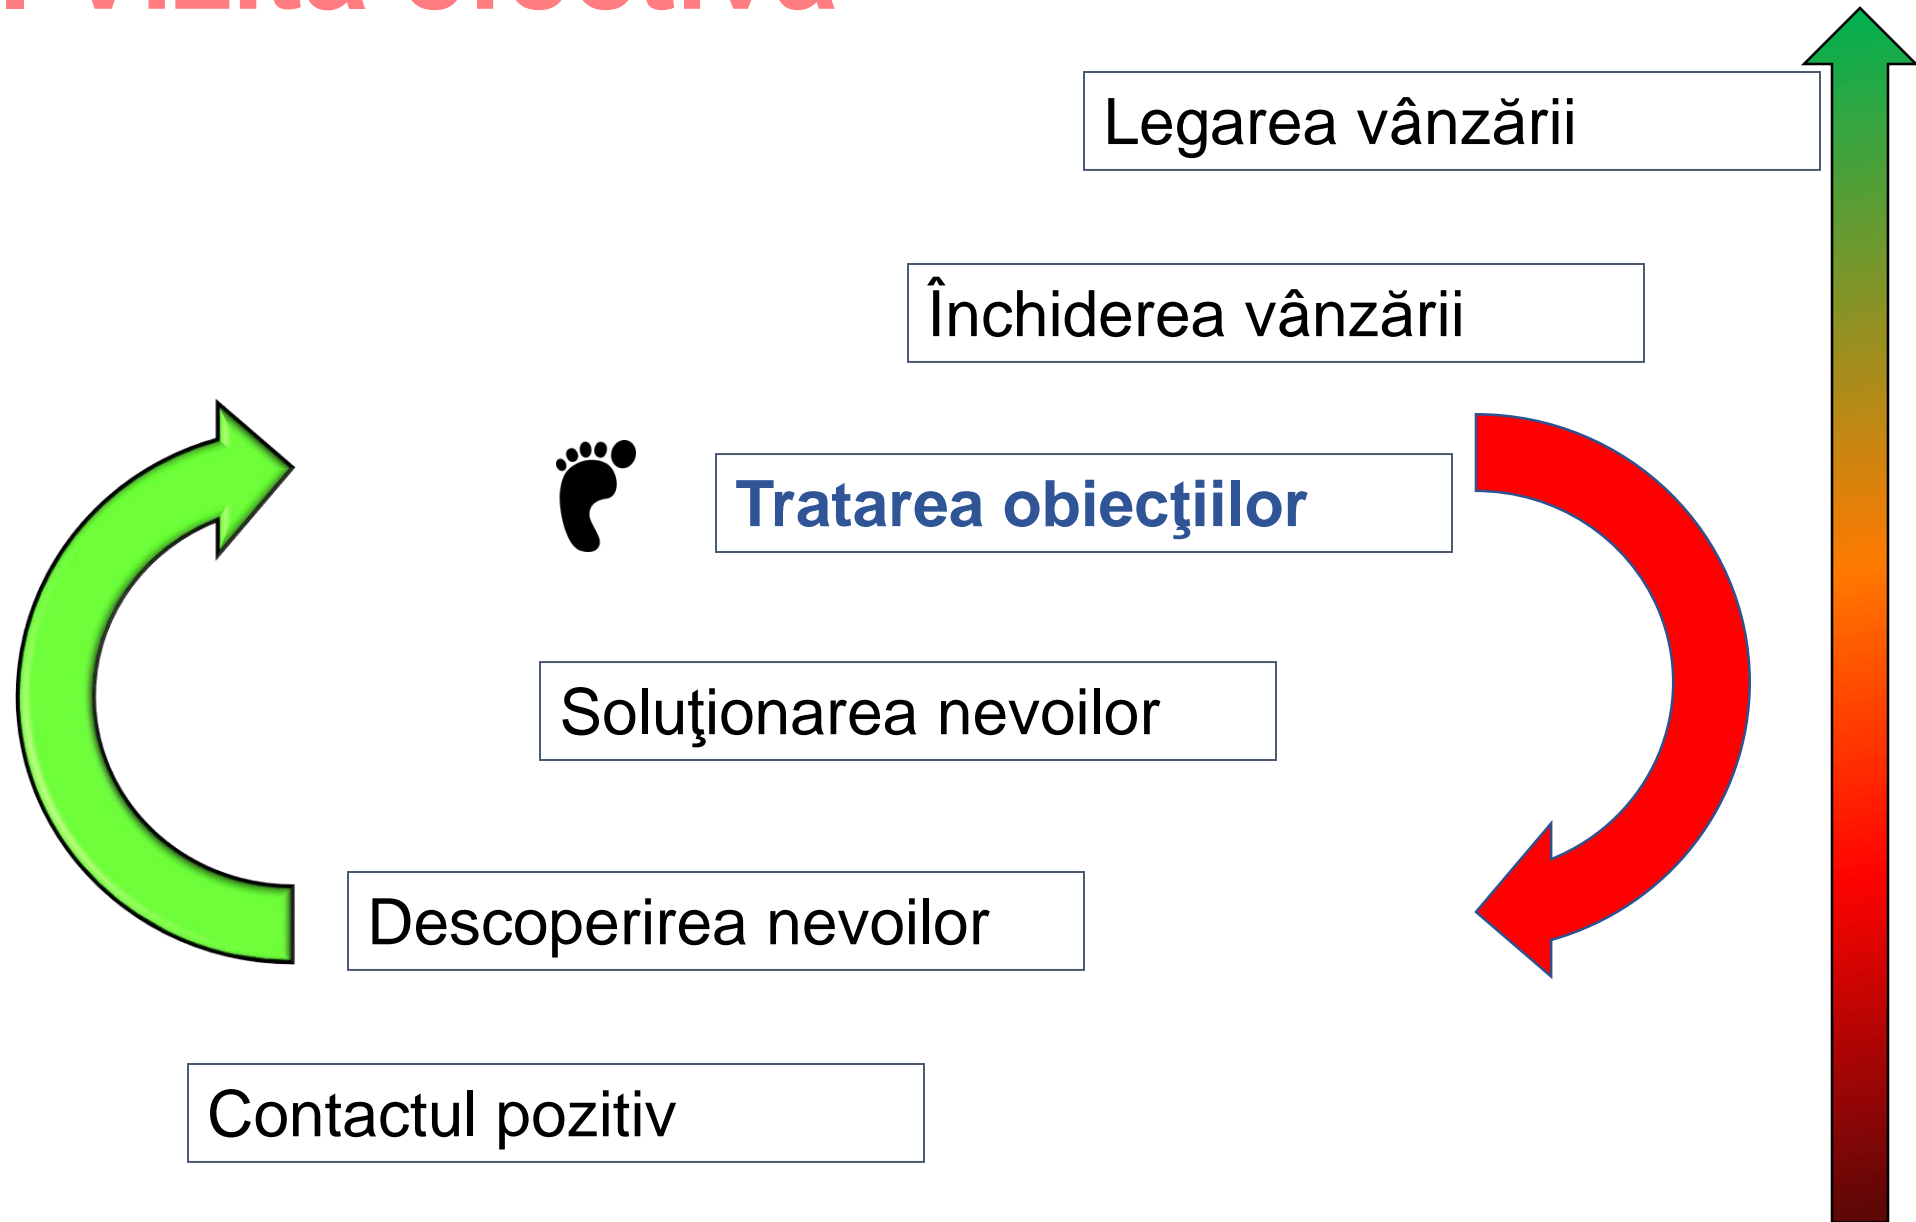 Legarea vânzării
Închiderea vânzării
Tratarea obiecţiilor
Soluţionarea nevoilor
Descoperirea nevoilor
Contactul pozitiv